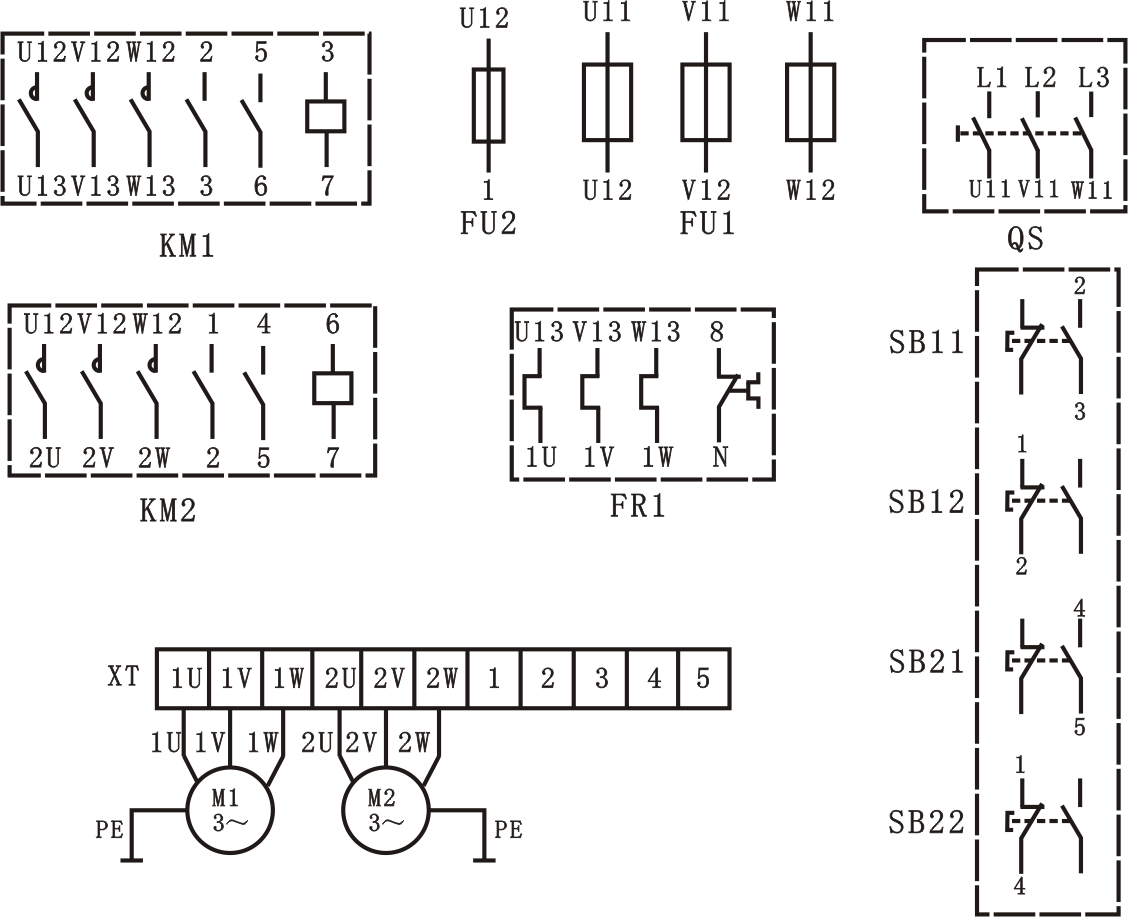 U12 V12 W12 2 5 3
U13 V13 W13 3 6 7
KM1
U12
1
FU2
U11 V11 W11
U12 V12 W12
FU1
L1 L2 L3
U11 V11 W11
QS
U12 V12 W12 1 4 6
2U 2V 2W 2 5 7
KM2
U13 V13 W13 8
1U 1V 1W N
FR1
2
SB11
3
1
SB12
2
4
SB21
5
1
SB22
4
XT 1U 1V 1W 2U 2V 2W 1 2 3 4 5
1U 1V 1W 2U 2V 2W
M1 M2
3～ 3～
PE PE